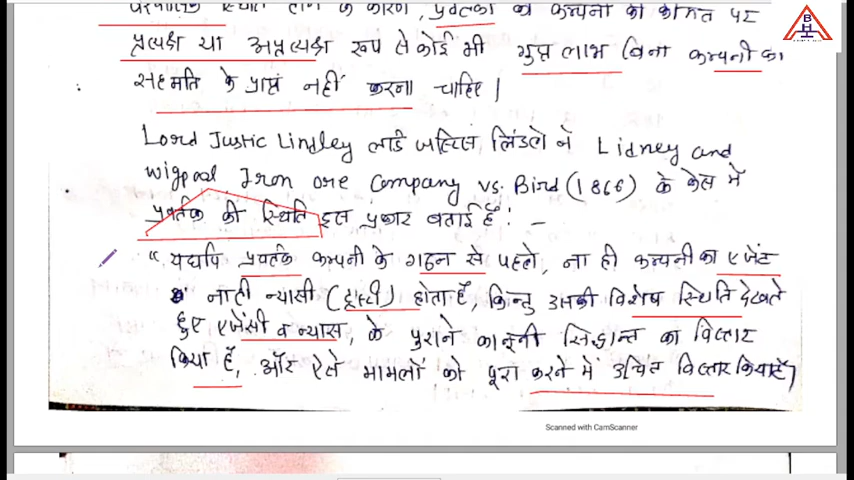 स्थिति होने के कारण, प्रवर्तकों को कम्पनी की कीमत पर
प्रत्यक्ष या अप्रत्यक्ष रूप से कोई भी गुप्त लाभ बिना कम्पनी का
सहमति के प्राप्त नहीं करना चाहिए|
Lord Justic Lindley लार्ड जस्टिस लिंडले ने Lidney and
Wigpool Iron ore Company vs. Bird (1866) के केस में
प्रवर्तक की स्थिति इस प्रकार बताई हैं! –
“यद्यपि प्रवर्तक कम्पनी के गठन से पहले, ना ही कम्पनी का एजेंट
नाही न्यासी (ट्रस्टी) होता हैं, किन्तु उसकी विशेष स्थिति देखते
हुए एजेंसी व न्यास, के पुराने कानूनी सिद्धान्त का विस्तार
किया हैं, और ऐसे मामलों को पूरा करने में उचित विस्तार किया हैं)
Scanned with CamScanner